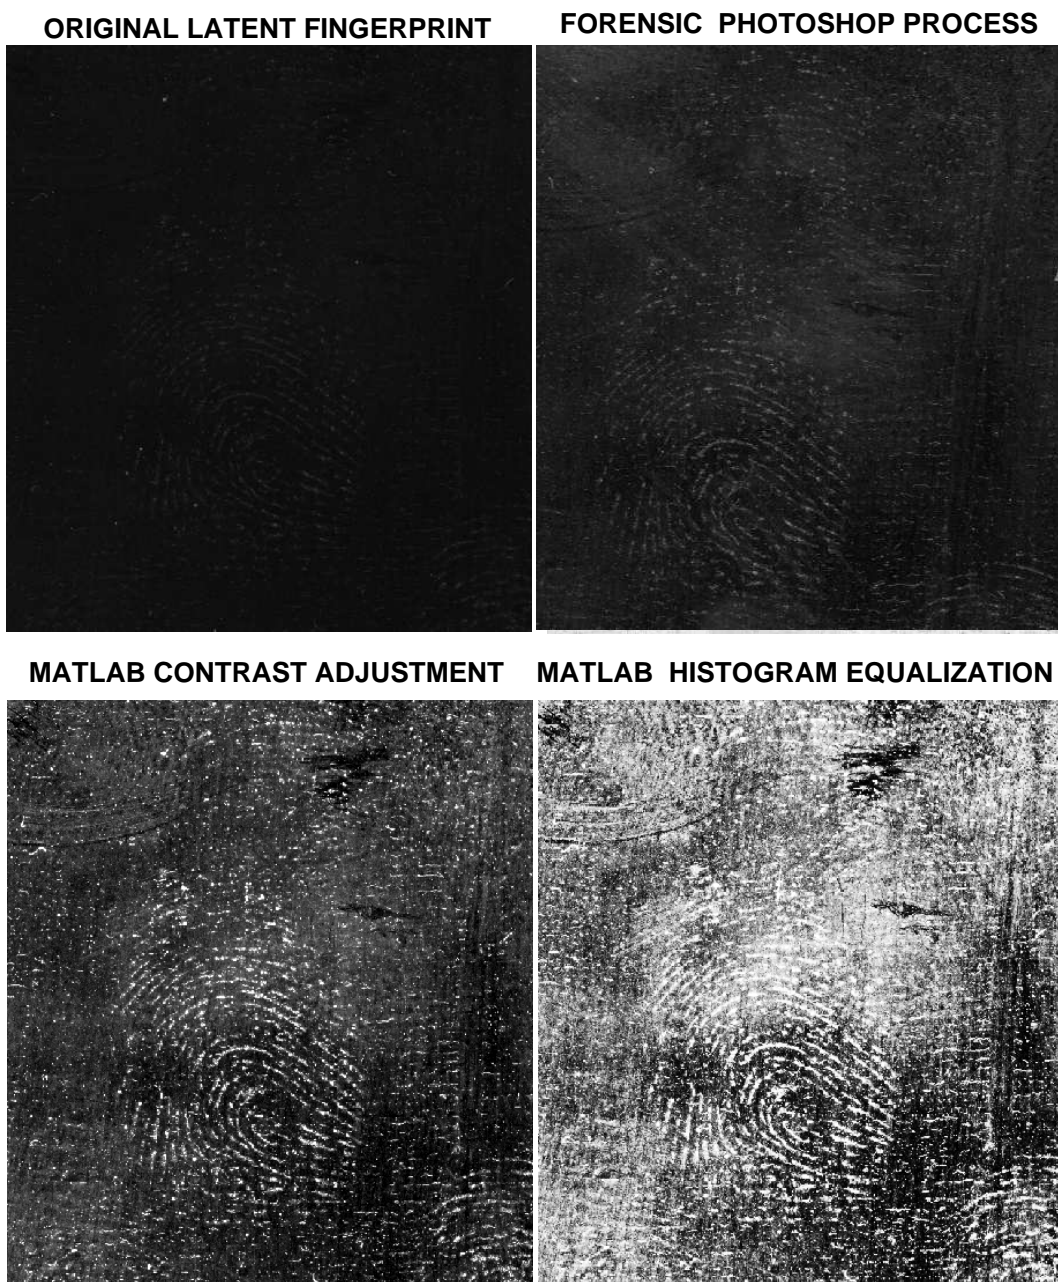 ORIGINAL LATENT FINGERPRINT
FORENSIC  PHOTOSHOP PROCESS
MATLAB CONTRAST ADJUSTMENT
MATLAB  HISTOGRAM EQUALIZATION